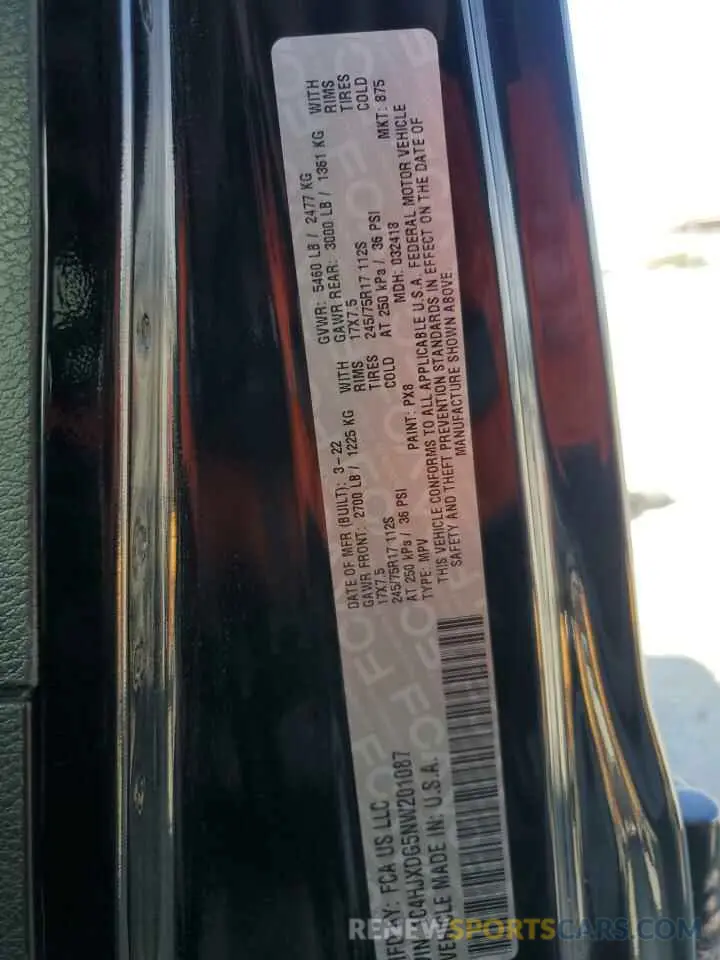 MFD BY: FCA US LLC
DATE OF MFR (BUILT): 3-22
GVWR: 5460 LB / 2477 KG
GAWR FRONT: 2700 LB / 1225 KG WITH
GAWR REAR: 3000 LB / 1361 KG WITH
17X7.5 RIMS
17X7.5 RIMS
245/75R17 112S TIRES
245/75R17 112S TIRES
AT 250 kPa / 36 PSI COLD
AT 250 kPa / 36 PSI COLD
TYPE: MPV PAINT: PX8 MDH: 032418 MKT: 875
THIS VEHICLE CONFORMS TO ALL APPLICABLE U.S.A. FEDERAL MOTOR VEHICLE
SAFETY AND THEFT PREVENTION STANDARDS IN EFFECT ON THE DATE OF
MANUFACTURE SHOWN ABOVE.
C4HJXDG5NW201087
VEHICLE MADE IN: U.S.A.
REMOVESPORTSCARS.COM